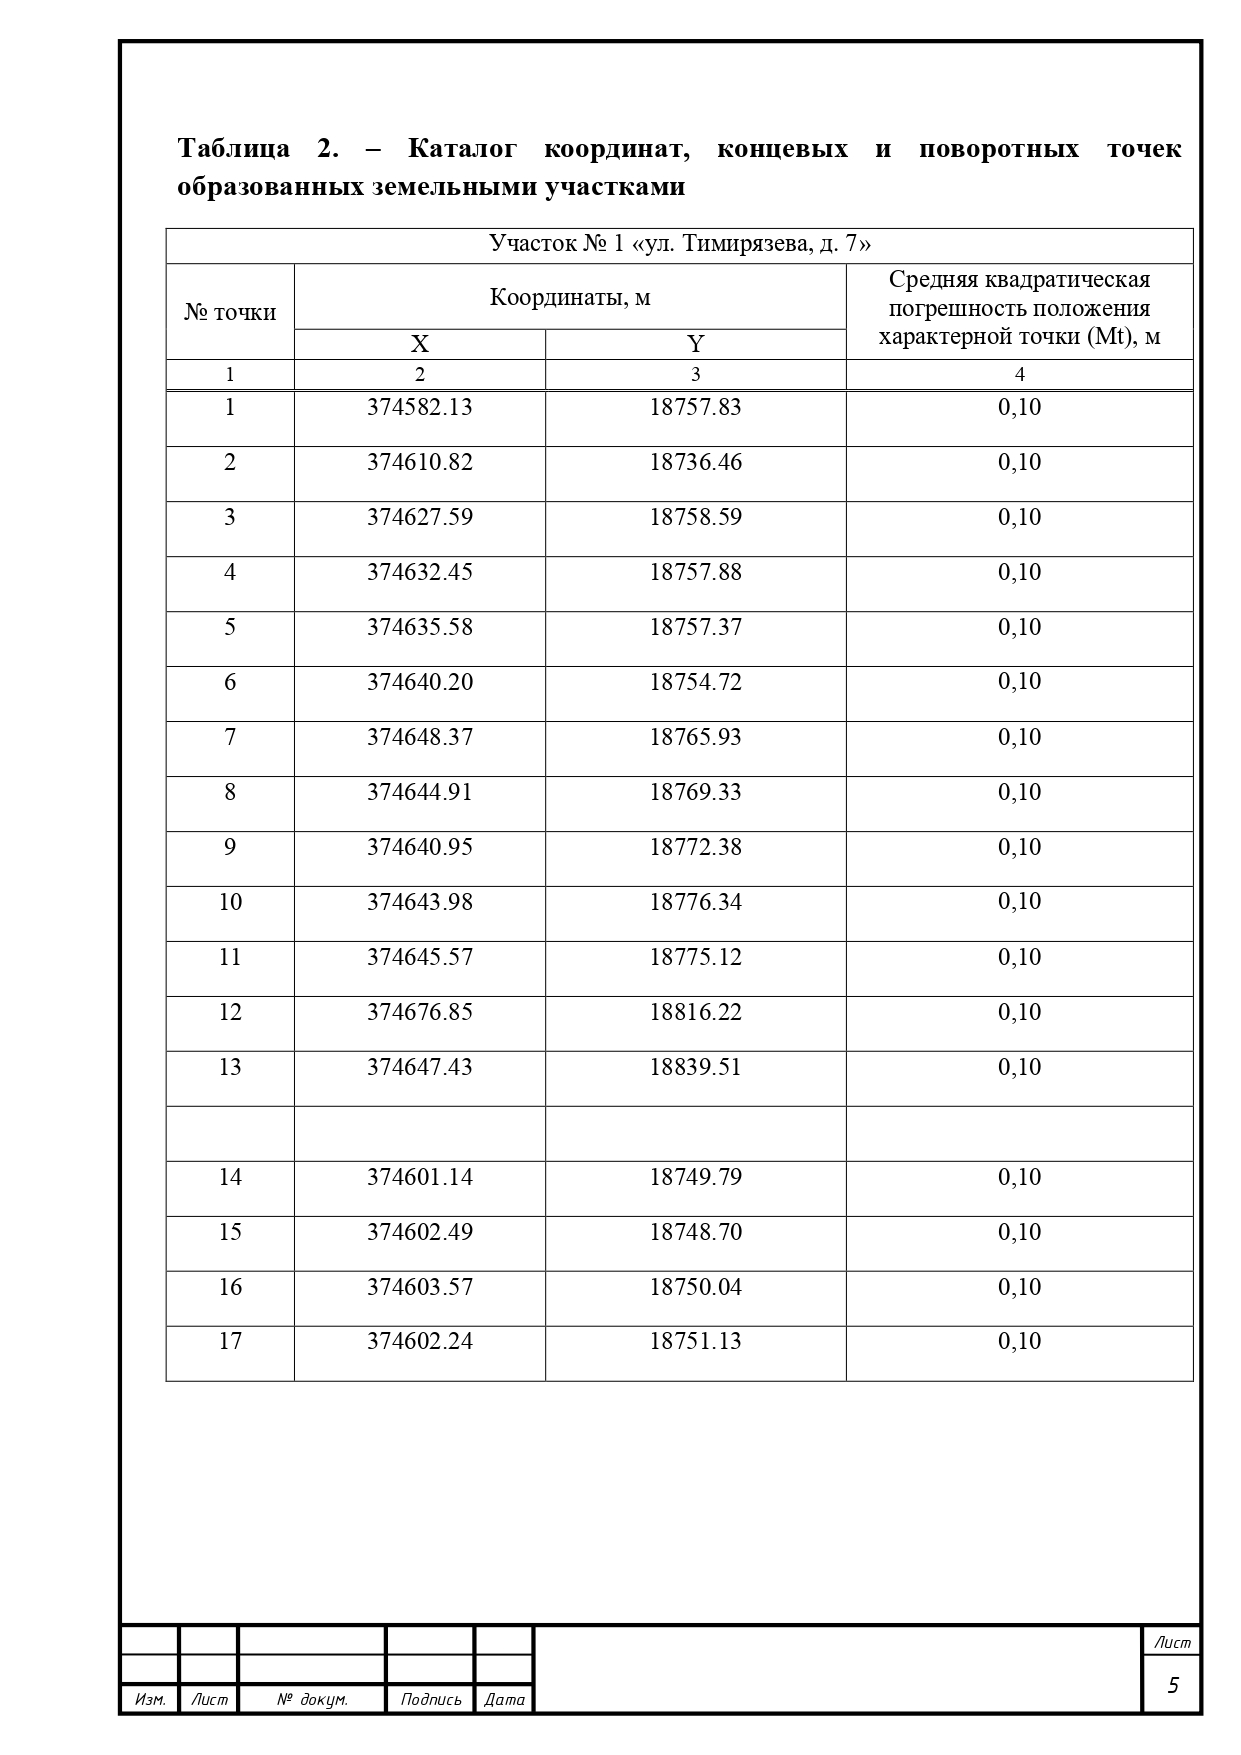 Таблица 2. – Каталог координат, концевых и поворотных точек
образованных земельными участками
Участок № 1 «ул. Тимирязева, д. 7»
№ точки
Координаты, м
Средняя квадратическая
погрешность положения
характерной точки (Mt), м
X Y
1 2 3 4
1 374582.13 18757.83 0,10
2 374610.82 18736.46 0,10
3 374627.59 18758.59 0,10
4 374632.45 18757.88 0,10
5 374635.58 18757.37 0,10
6 374640.20 18754.72 0,10
7 374648.37 18765.93 0,10
8 374644.91 18769.33 0,10
9 374640.95 18772.38 0,10
10 374643.98 18776.34 0,10
11 374645.57 18775.12 0,10
12 374676.85 18816.22 0,10
13 374647.43 18839.51 0,10
14 374601.14 18749.79 0,10
15 374602.49 18748.70 0,10
16 374603.57 18750.04 0,10
17 374602.24 18751.13 0,10
Лист
5
Изм. Лист № докум. Подпись Дата